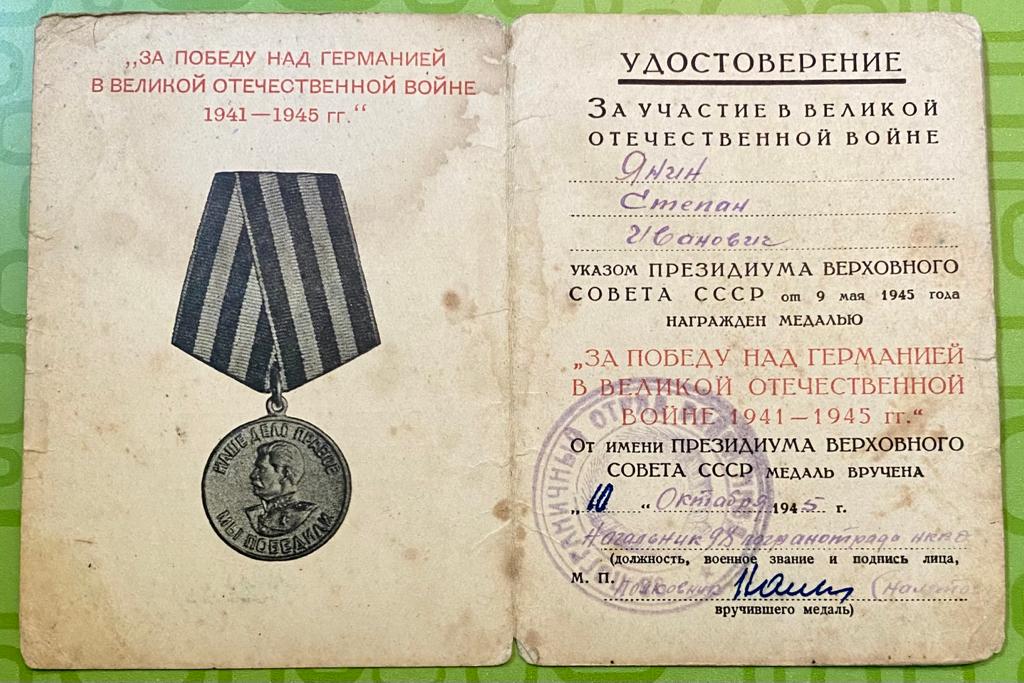 „ЗА ПОБЕДУ НАД ГЕРМАНИЕЙ
В ВЕЛИКОЙ ОТЕЧЕСТВЕННОЙ ВОЙНЕ
1941—1945 гг.“
НАШЕ ДЕЛО ПРАВОЕ
МЫ ПОБЕДИЛИ
УДОСТОВЕРЕНИЕ
ЗА УЧАСТИЕ В ВЕЛИКОЙ
ОТЕЧЕСТВЕННОЙ ВОЙНЕ
Янин
Степан
Иванович
УКАЗОМ ПРЕЗИДИУМА ВЕРХОВНОГО
СОВЕТА СССР от 9 мая 1945 года
НАГРАЖДЕН МЕДАЛЬЮ
„ЗА ПОБЕДУ НАД ГЕРМАНИЕЙ
В ВЕЛИКОЙ ОТЕЧЕСТВЕННОЙ
ВОЙНЕ 1941—1945 гг.“
От имени ПРЕЗИДИУМА ВЕРХОВНОГО
СОВЕТА СССР МЕДАЛЬ ВРУЧЕНА
„10“ Октября 1945 г.
Начальник 98 погранотряда НКВД
(должность, военное звание и подпись лица,
М. П.
Полковник
вручившего медаль)